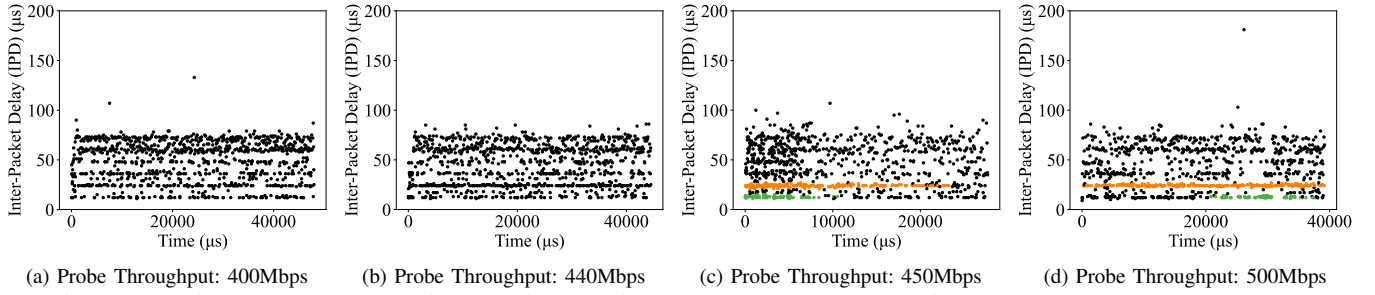 Inter-Packet Delay (IPD) (μs)
200
150
100
50
0
0
20000
40000
Time (μs)
(a) Probe Throughput: 400Mbps
Inter-Packet Delay (IPD) (μs)
200
150
100
50
0
0
20000
40000
Time (μs)
(b) Probe Throughput: 440Mbps
Inter-Packet Delay (IPD) (μs)
200
150
100
50
0
0
10000
20000
Time (μs)
(c) Probe Throughput: 450Mbps
Inter-Packet Delay (IPD) (μs)
200
150
100
50
0
0
10000
20000
30000
40000
Time (μs)
(d) Probe Throughput: 500Mbps